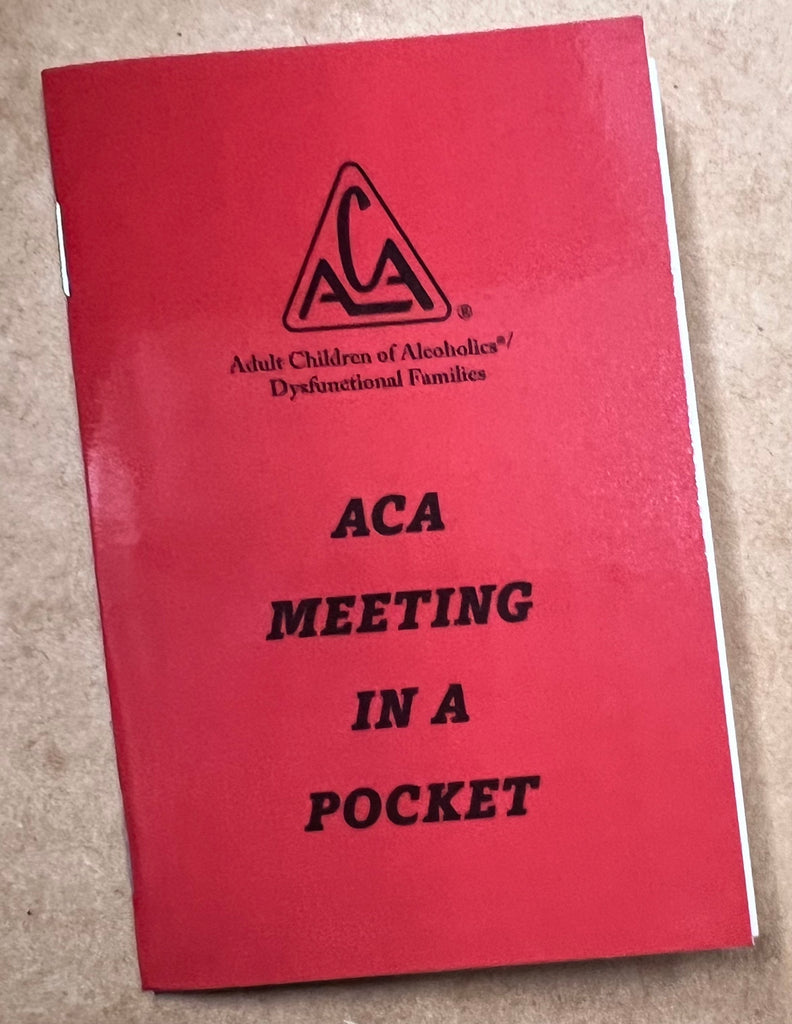 ACA
®
Adult Children of Alcoholics®/
Dysfunctional Families
ACA
MEETING
IN A
POCKET